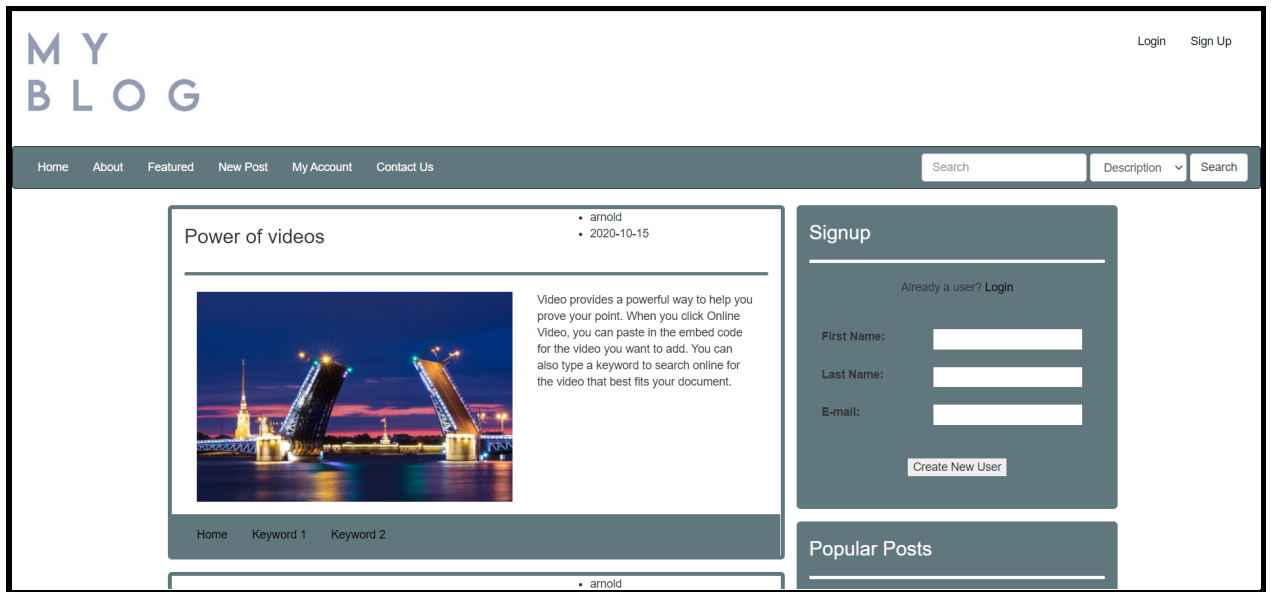 MY
BLOG
Login Sign Up
Home About Featured New Post My Account Contact Us Search Description Search
Power of videos
arnold
2020-10-15
Video provides a powerful way to help you
prove your point. When you click Online
Video, you can paste in the embed code
for the video you want to add. You can
also type a keyword to search online for
the video that best fits your document.
Home Keyword 1 Keyword 2
arnold
Signup
Already a user? Login
First Name:
Last Name:
E-mail:
Create New User
Popular Posts